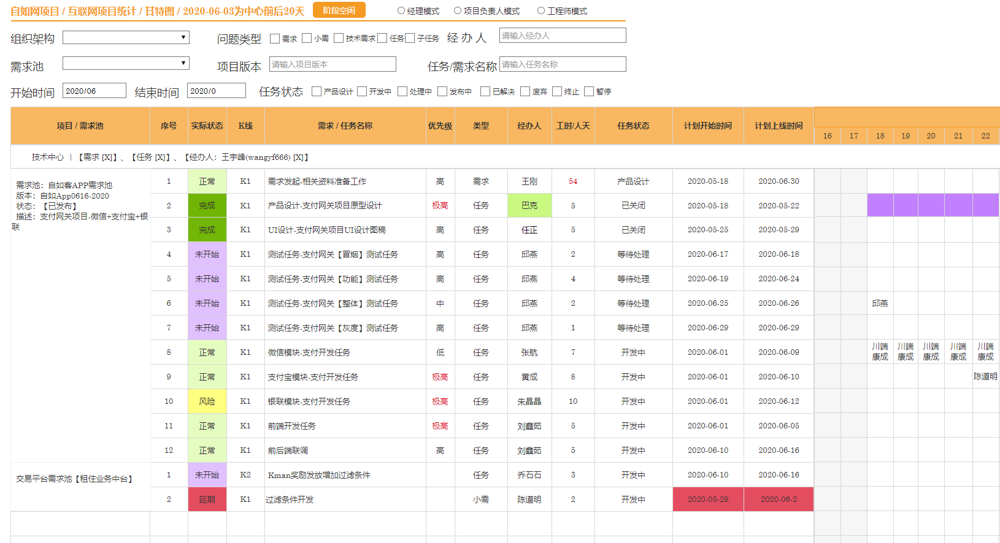 自如网项目 / 互联网项目统计 / 甘特图 / 2020-06-03为中心前后20天 阶段空闲 经理模式 项目负责人模式 工程师模式
组织架构 问题类型 需求 小需 技术需求 任务 子任务 经 办 人 请输入经办人
需求池 项目版本 请输入项目版本 任务/需求名称 请输入任务名称
开始时间 2020/06 结束时间 2020/0 任务状态 产品设计 开发中 处理中 发布中 已解决 废弃 终止 暂停
项目 / 需求池 序号 实际状态 K线 需求 / 任务名称 优先级 类型 经办人 工时/人天 任务状态 计划开始时间 计划上线时间
16 17 18 19 20 21 22
技术中心 | 【需求 [X]】、【任务 [X]】、【经办人：王宇峰(wangyf666) [X]】
需求池：自如客APP需求池
版本：自如App0616-2020
状态：【已发布】
描述：支付网关项目-微信+支付宝+银
联
1 正常 K1 需求发起-相关资料准备工作 高 需求 王刚 54 产品设计 2020-05-18 2020-06-30
2 完成 K1 产品设计-支付网关项目原型设计 极高 任务 巴克 5 已关闭 2020-05-18 2020-05-22
3 完成 K1 UI设计-支付网关项目UI设计图稿 高 任务 任正 5 已关闭 2020-05-25 2020-05-29
4 未开始 K1 测试任务-支付网关【冒烟】测试任务 高 任务 邱燕 2 等待处理 2020-06-17 2020-06-18
5 未开始 K1 测试任务-支付网关【功能】测试任务 高 任务 邱燕 4 等待处理 2020-06-19 2020-06-24
6 未开始 K1 测试任务-支付网关【整体】测试任务 中 任务 邱燕 2 等待处理 2020-06-25 2020-06-26 邱燕
7 未开始 K1 测试任务-支付网关【灰度】测试任务 高 任务 邱燕 1 等待处理 2020-06-29 2020-06-29
8 正常 K1 微信模块-支付开发任务 低 任务 张航 7 开发中 2020-06-01 2020-06-09
川端 川端 川端 川端 川端
康成 康成 康成 康成 康成
9 正常 K1 支付宝模块-支付开发任务 极高 任务 黄成 8 开发中 2020-06-01 2020-06-10 陈道明
10 风险 K1 银联模块-支付开发任务 极高 任务 朱晶晶 10 开发中 2020-06-01 2020-06-12
11 正常 K1 前端开发任务 极高 任务 刘鑫茹 5 开发中 2020-06-01 2020-06-05
12 正常 K1 前后端联调 高 任务 刘鑫茹 5 开发中 2020-06-10 2020-06-16
交易平台需求池【租住业务中台】
1 未开始 K2 Kman奖励发放增加过滤条件 任务 乔石石 3 开发中 2020-06-10 2020-06-16
2 延期 K1 过滤条件开发 小需 陈道明 2 开发中 2020-05-29 2020-06-2